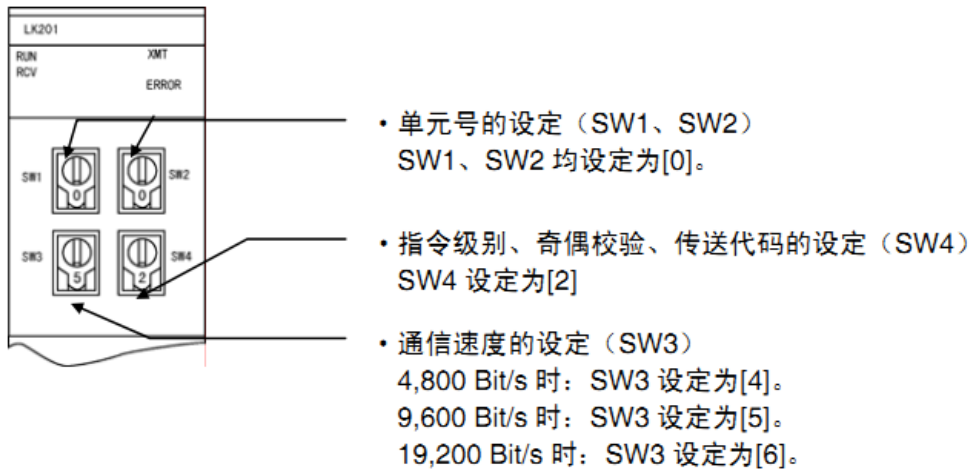 LK201
RUN XMT
RCV
ERROR
SW1 0 0 SW2
SW3 5 2 SW4
・单元号的设定（SW1、SW2）
SW1、SW2 均设定为[0]。
・指令级别、奇偶校验、传送代码的设定（SW4）
SW4 设定为[2]
・通信速度的设定（SW3）
4,800 Bit/s 时：SW3 设定为[4]。
9,600 Bit/s 时：SW3 设定为[5]。
19,200 Bit/s 时：SW3 设定为[6]。